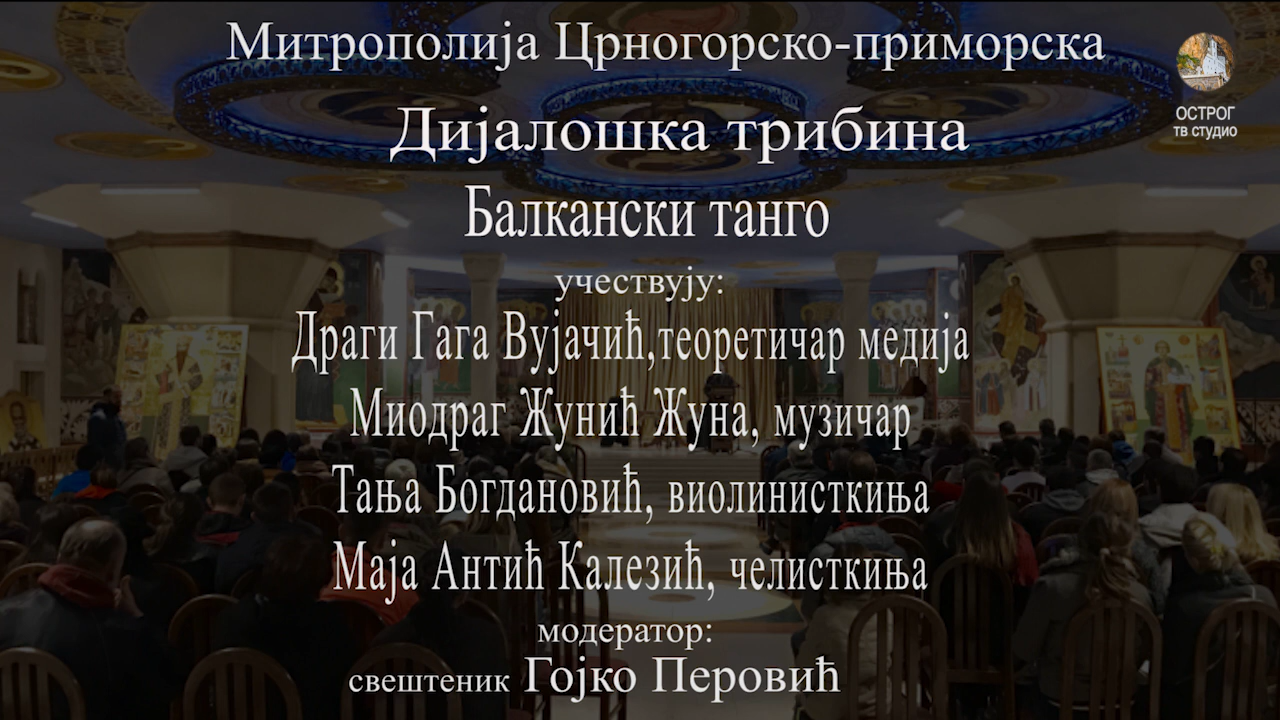 Митрополија Црногорско-приморска
Дијалошка трибина
Балкански танго
учествују:
Драги Гага Вујачић,теоретичар медија
Миодраг Жунић Жуна, музичар
Тања Богдановић, виолинисткиња
Маја Антић Калезић, челисткиња
модератор:
свештеник Гојко Перовић
ОСТРОГ
тв студио